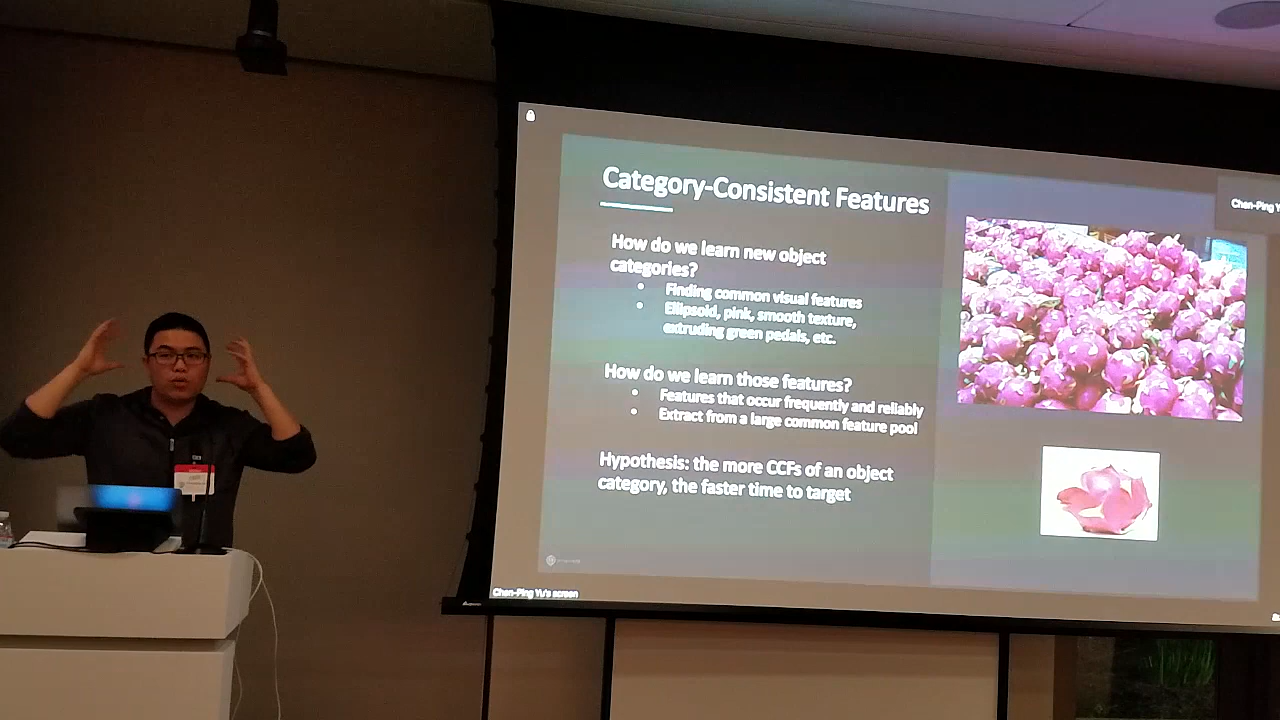 Category-Consistent Features
How do we learn new object
categories?
• Finding common visual features
• Ellipsoid, pink, smooth texture,
extruding green pedals, etc.
How do we learn those features?
• Features that occur frequently and reliably
• Extract from a large common feature pool
Hypothesis: the more CCFs of an object
category, the faster time to target
Chen-Ping Y
Chen-Ping Yu's screen